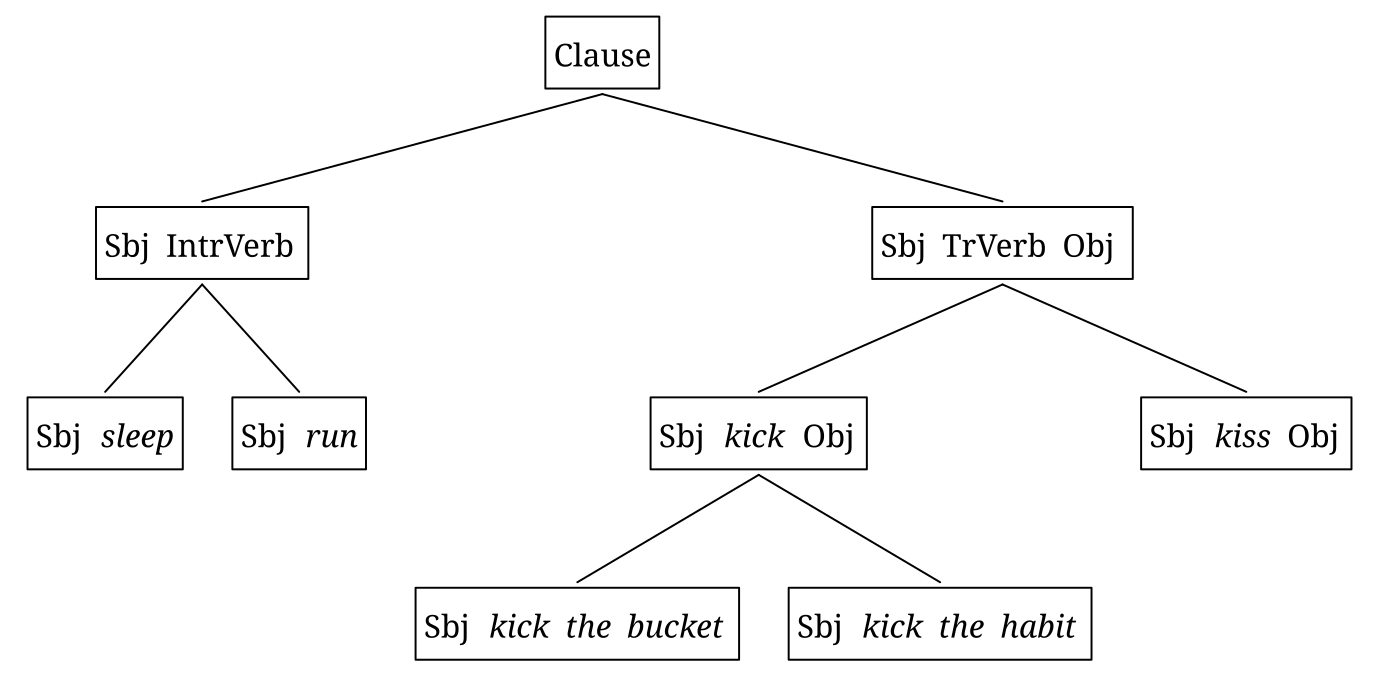 Clause
Sbj IntrVerb
Sbj TrVerb Obj
Sbj sleep
Sbj run
Sbj kick Obj
Sbj kiss Obj
Sbj kick the bucket
Sbj kick the habit